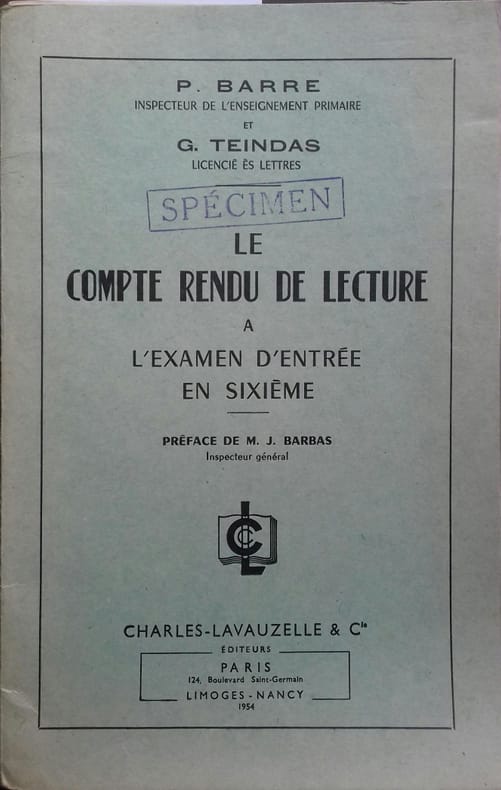 P. BARRE
INSPECTEUR DE L'ENSEIGNEMENT PRIMAIRE
ET
G. TEINDAS
LICENCIÉ ÈS LETTRES
SPÉCIMEN
LE
COMPTE RENDU DE LECTURE
A
L'EXAMEN D'ENTRÉE
EN SIXIÈME
PRÉFACE DE M. J. BARBAS
Inspecteur général
CLL
CHARLES-LAVAUZELLE & Cie
ÉDITEURS
PARIS
124, Boulevard Saint-Germain
LIMOGES - NANCY
1954